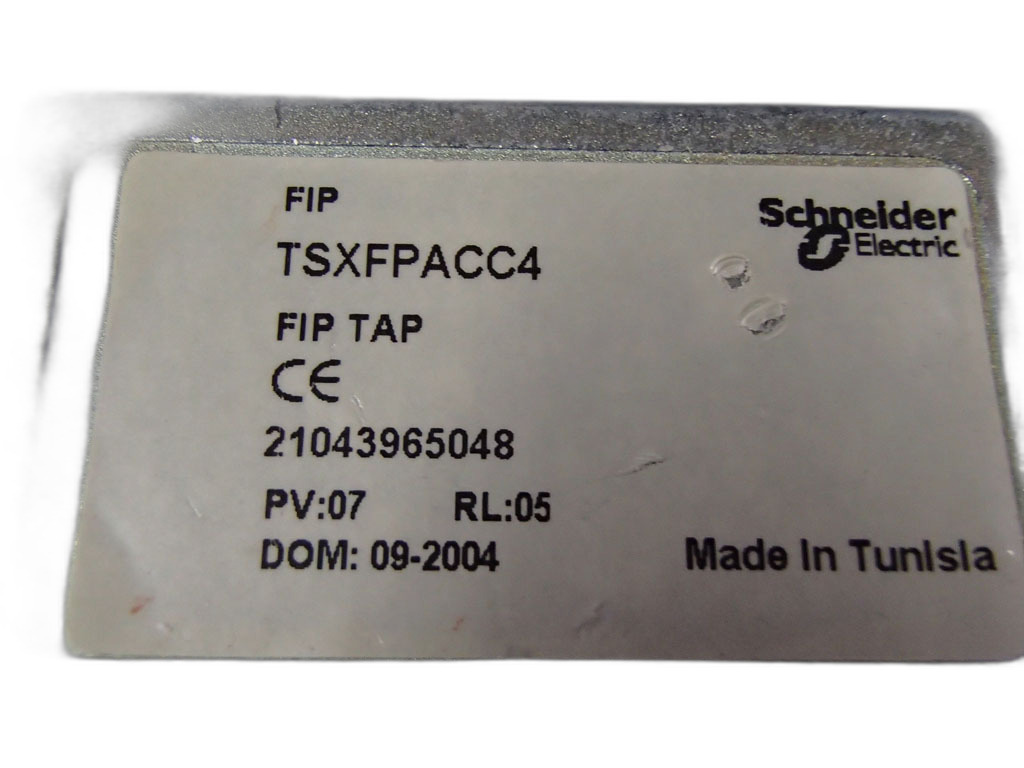 FIP
Schneider
Electric
TSXFPACC4
FIP TAP
CE
21043965048
PV:07 RL:05
DOM: 09-2004
Made In Tunisia